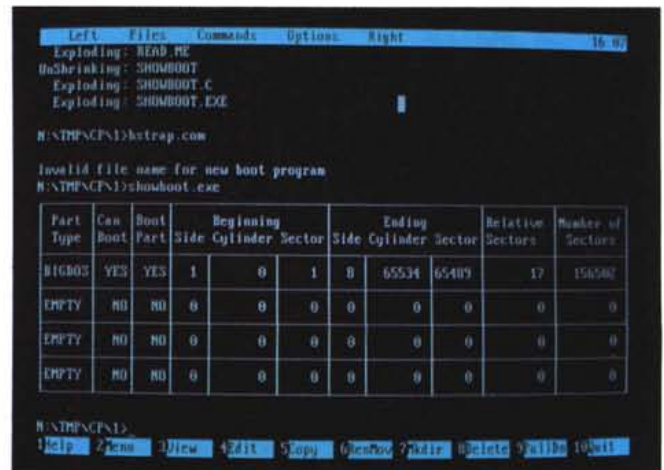 Left Files Commands Options Right 16:07
Exploding: READ.ME
UnShrinking: SHOWBOOT
Exploding: SHOWBOOT.C
Exploding: SHOWBOOT.EXE
N:\TMP\CP\1>bstrap.com
Invalid file name for new boot program
N:\TMP\CP\1>showboot.exe
Part Can Boot Beginning Ending Relative Number of
Type Boot Part Side Cylinder Sector Side Cylinder Sector Sectors Sectors
BIGDOS YES YES 1 0 1 8 65534 65489 17 156502
EMPTY NO NO 0 0 0 0 0 0 0 0
EMPTY NO NO 0 0 0 0 0 0 0 0
EMPTY NO NO 0 0 0 0 0 0 0 0
N:\TMP\CP\1>
1Help 2Menu 3View 4Edit 5Copy 6RenMov 7Mkdir 8Delete 9PullDn 10Quit